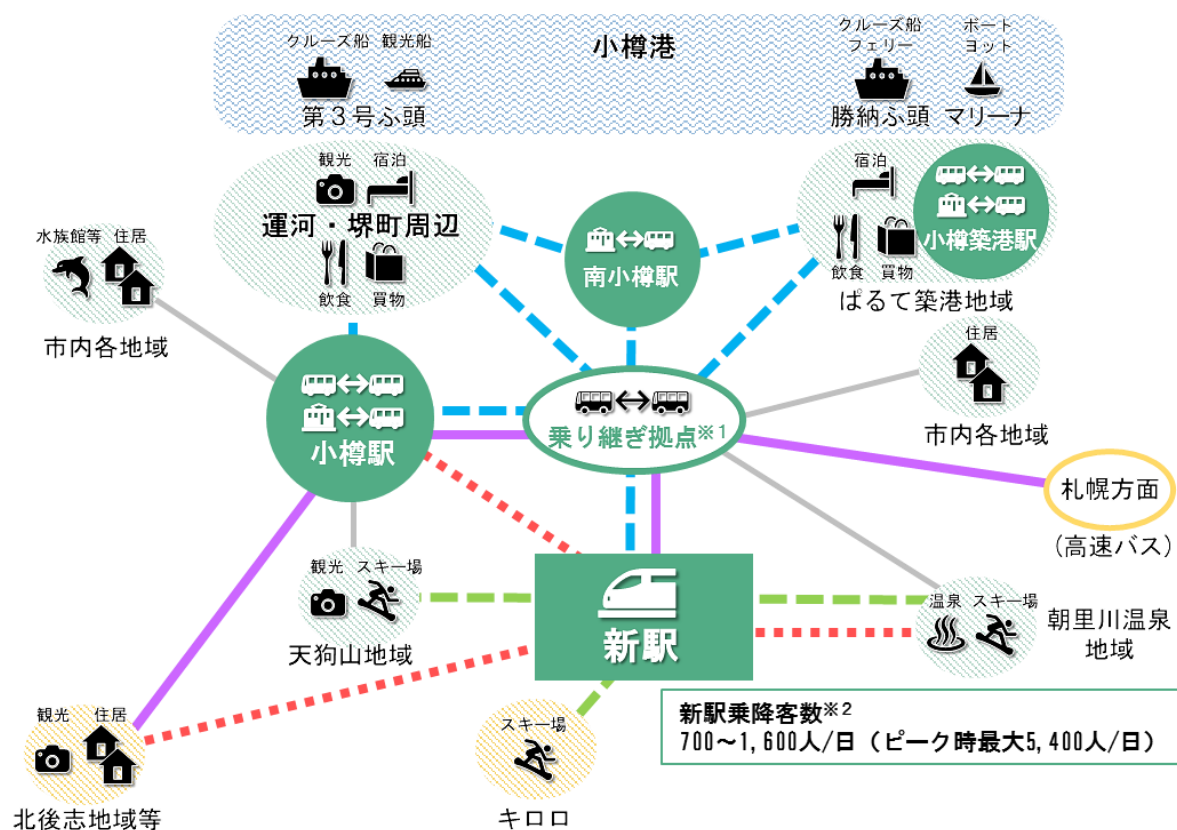 小樽港
クルーズ船
観光船
第３号ふ頭
クルーズ船
フェリー
ボート
ヨット
勝納ふ頭
マリーナ
観光
宿泊
運河・堺町周辺
飲食
買物
南小樽駅
宿泊
飲食
買物
小樽築港駅
ぱるて築港地域
水族館等
住居
市内各地域
住居
市内各地域
小樽駅
乗り継ぎ拠点※1
札幌方面
(高速バス)
観光
スキー場
天狗山地域
新駅
温泉
スキー場
朝里川温泉
地域
新駅乗降客数※2
700～1,600人/日（ピーク時最大5,400人/日）
観光
住居
北後志地域等
スキー場
キロロ